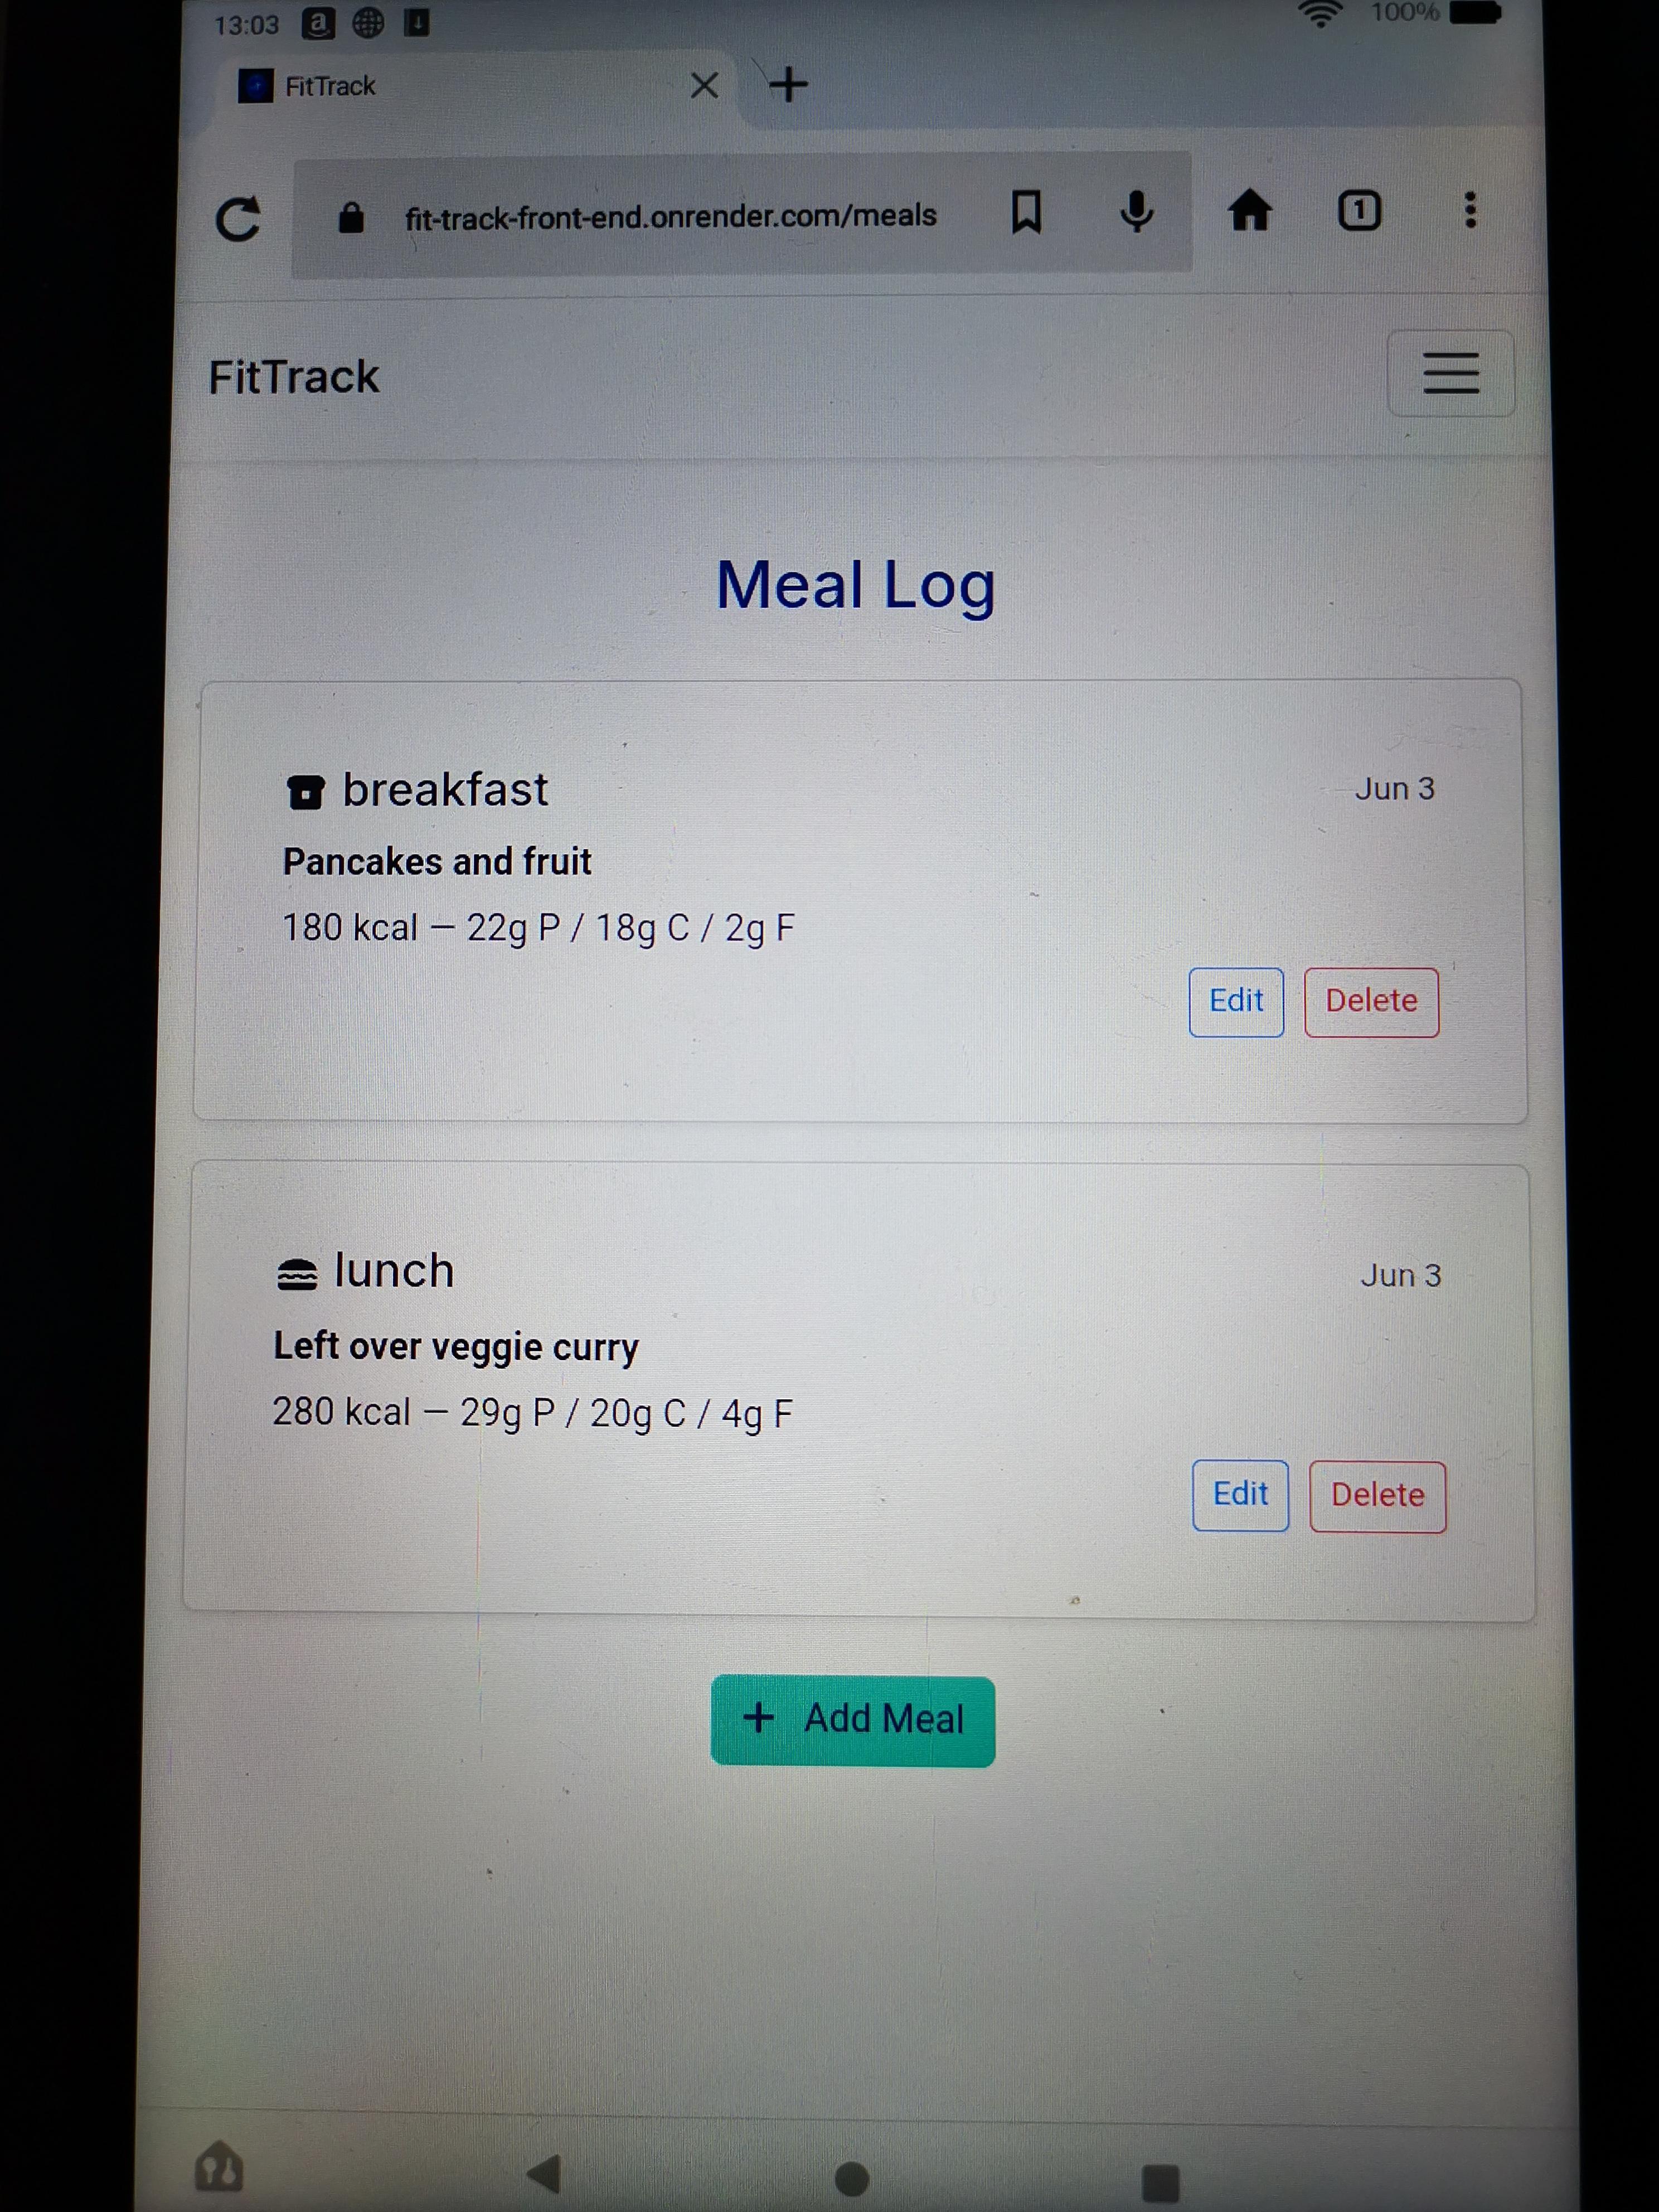 13:03 100%
FitTrack
fit-track-front-end.onrender.com/meals 1
FitTrack
Meal Log
breakfast Jun 3
Pancakes and fruit
180 kcal – 22g P / 18g C / 2g F
Edit Delete
lunch Jun 3
Left over veggie curry
280 kcal – 29g P / 20g C / 4g F
Edit Delete
+ Add Meal